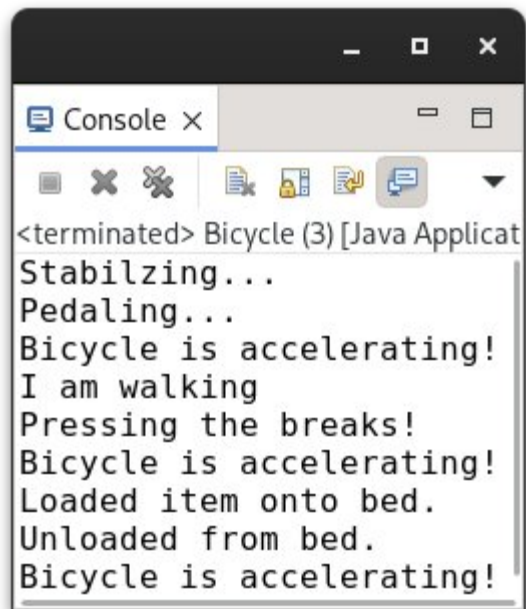 Console
<terminated> Bicycle (3) [Java Applicat
Stabilzing...
Pedaling...
Bicycle is accelerating!
I am walking
Pressing the breaks!
Bicycle is accelerating!
Loaded item onto bed.
Unloaded from bed.
Bicycle is accelerating!